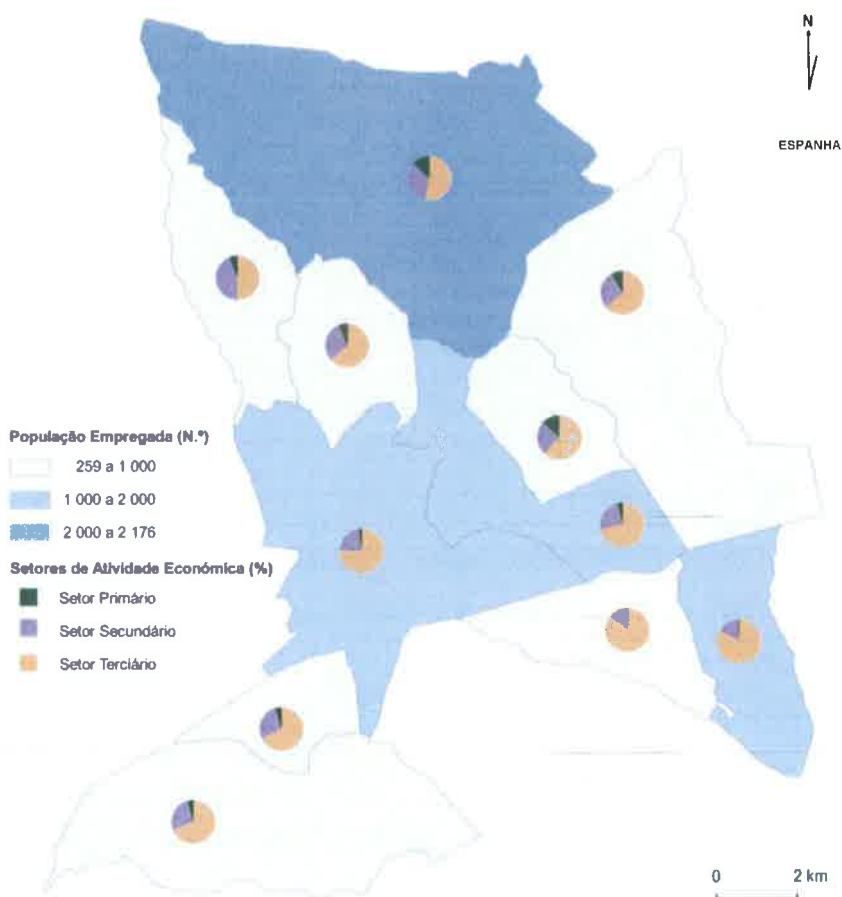 N
ESPANHA
População Empregada (N.º)
259 a 1 000
1 000 a 2 000
2 000 a 2 176
Setores de Atividade Económica (%)
Setor Primário
Setor Secundário
Setor Terciário
0 2 km